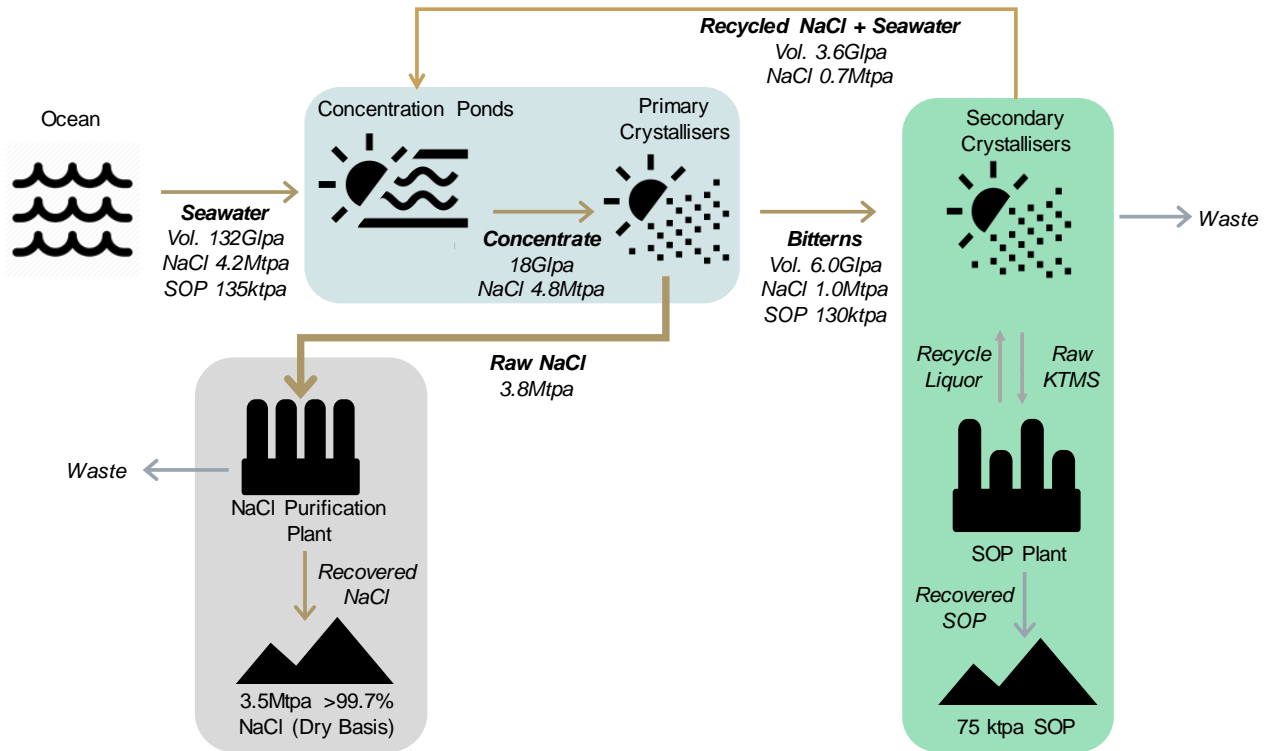 Recycled NaCl + Seawater
Vol. 3.6Glpa
NaCl 0.7Mtpa
Ocean
Concentration Ponds
Primary
Crystallisers
Secondary
Crystallisers
Seawater
Vol. 132Glpa
NaCl 4.2Mtpa
SOP 135ktpa
Concentrate
18Glpa
NaCl 4.8Mtpa
Bitterns
Vol. 6.0Glpa
NaCl 1.0Mtpa
SOP 130ktpa
Waste
Raw NaCl
3.8Mtpa
Recycle
Liquor
Raw
KTMS
Waste
NaCl Purification
Plant
SOP Plant
Recovered
NaCl
Recovered
SOP
3.5Mtpa >99.7%
NaCl (Dry Basis)
75 ktpa SOP